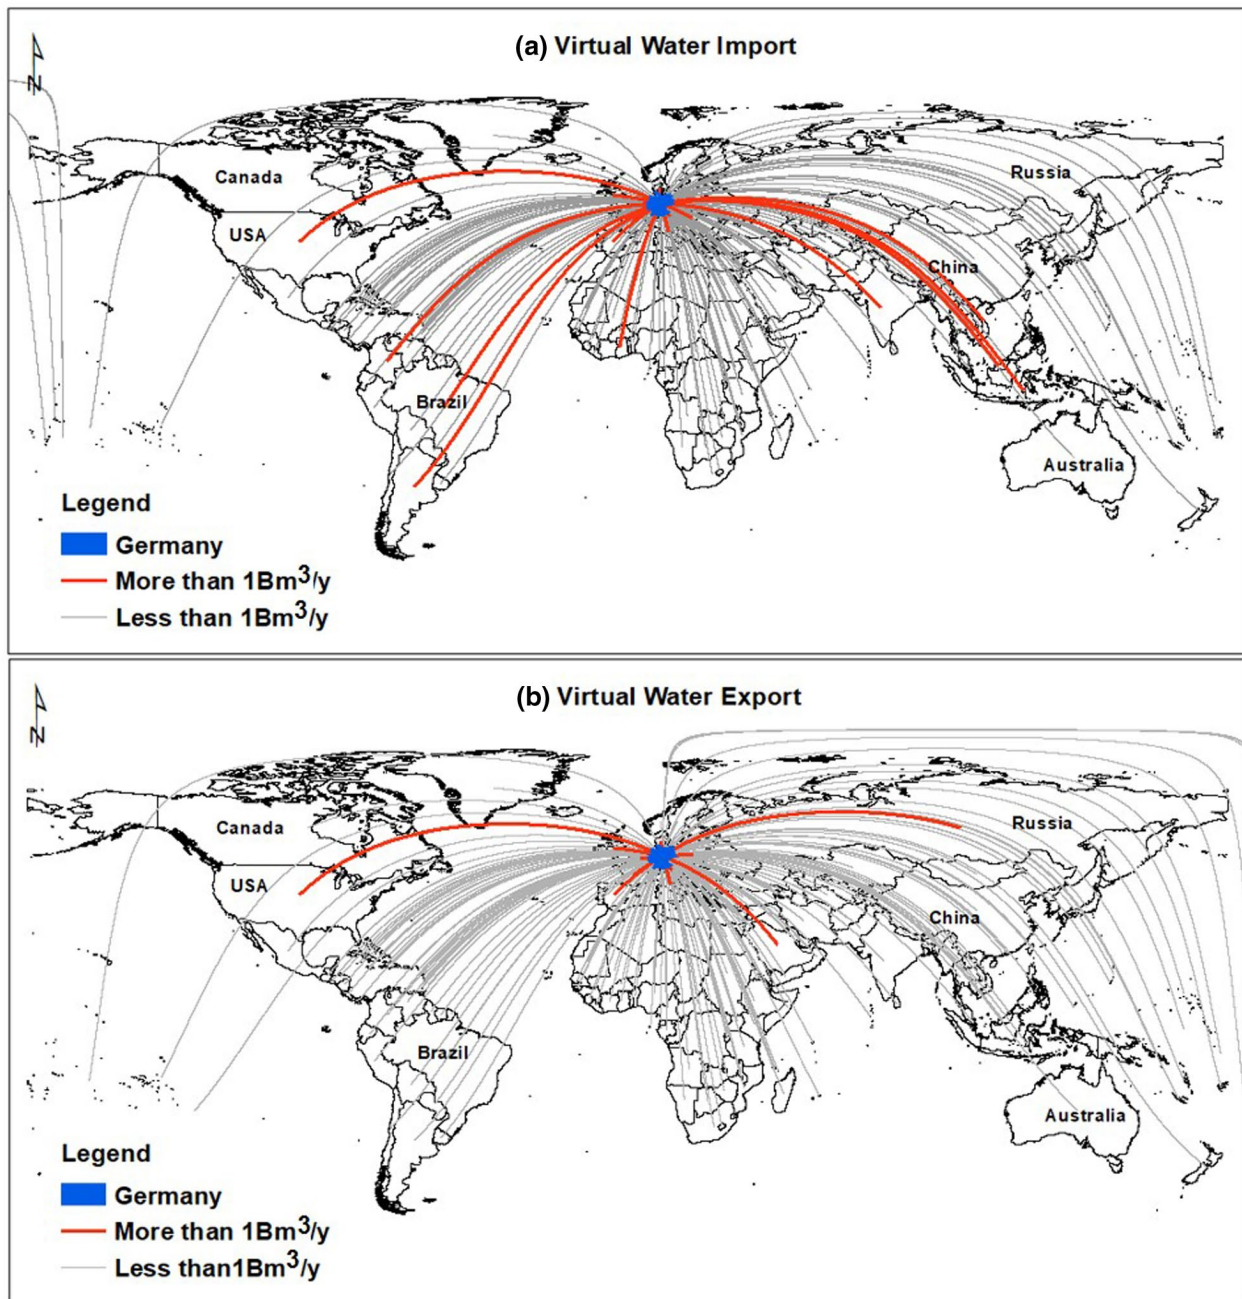 (a) Virtual Water Import
N
Canada
Russia
USA
China
Brazil
Australia
Legend
Germany
More than 1Bm³/y
Less than 1Bm³/y
(b) Virtual Water Export
N
Canada
Russia
USA
China
Brazil
Australia
Legend
Germany
More than 1Bm³/y
Less than1Bm³/y